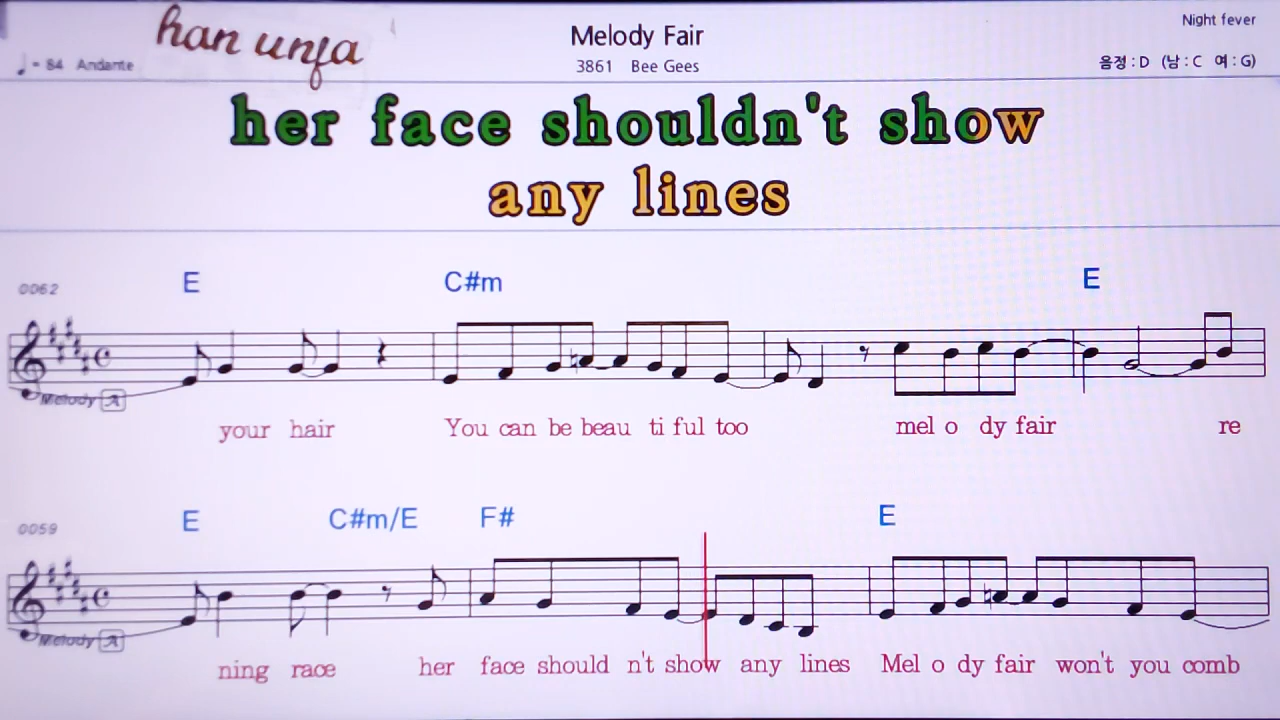 han unja
Melody Fair
Night fever
♩ = 84 Andante
3861 Bee Gees
음정 : D (남 : C 여 : G)
her face shouldn't show
any lines
0062
E C#m E
Melody A
your hair You can be beau ti ful too mel o dy fair re
0059
E C#m/E F# E
Melody A
ning race her face should n't show any lines Mel o dy fair won't you comb